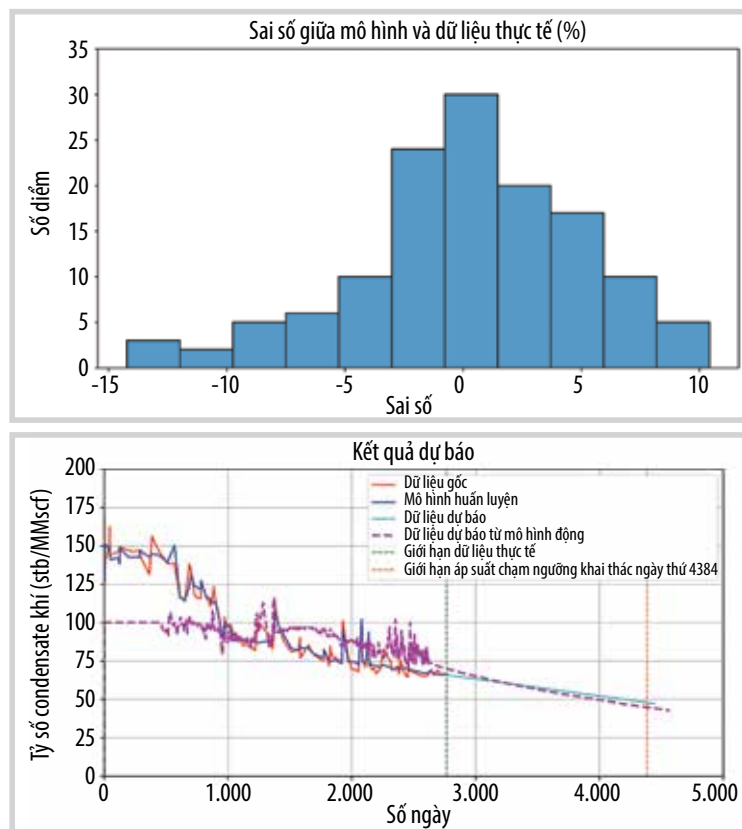 Sai số giữa mô hình và dữ liệu thực tế (%)
35
30
25
20
15
10
5
0
Số điểm
-15
-10
-5
0
5
10
Sai số
Kết quả dự báo
200
175
150
125
100
75
50
25
0
Tỷ số condensate khí (stb/MMscf)
Dữ liệu gốc
Mô hình huấn luyện
Dữ liệu dự báo
Dữ liệu dự báo từ mô hình động
Giới hạn dữ liệu thực tế
Giới hạn áp suất chạm ngưỡng khai thác ngày thứ 4384
0
1.000
2.000
3.000
4.000
5.000
Số ngày